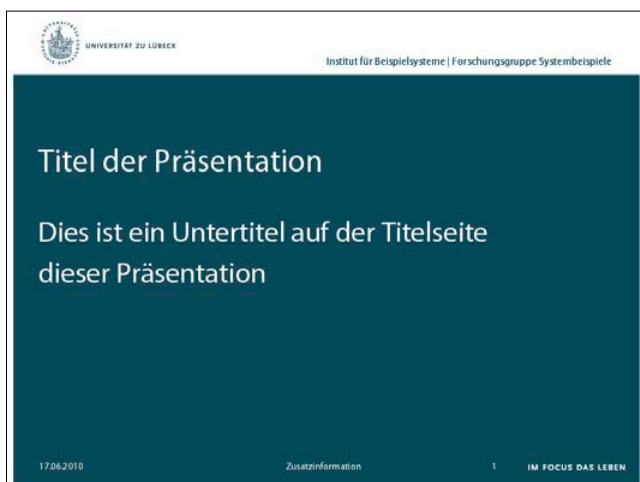 UNIVERSITÄT ZU LÜBECK
Institut für Beispielsysteme | Forschungsgruppe Systembeispiele
Titel der Präsentation
Dies ist ein Untertitel auf der Titelseite
dieser Präsentation
17.06.2010 Zusatzinformation 1 IM FOCUS DAS LEBEN